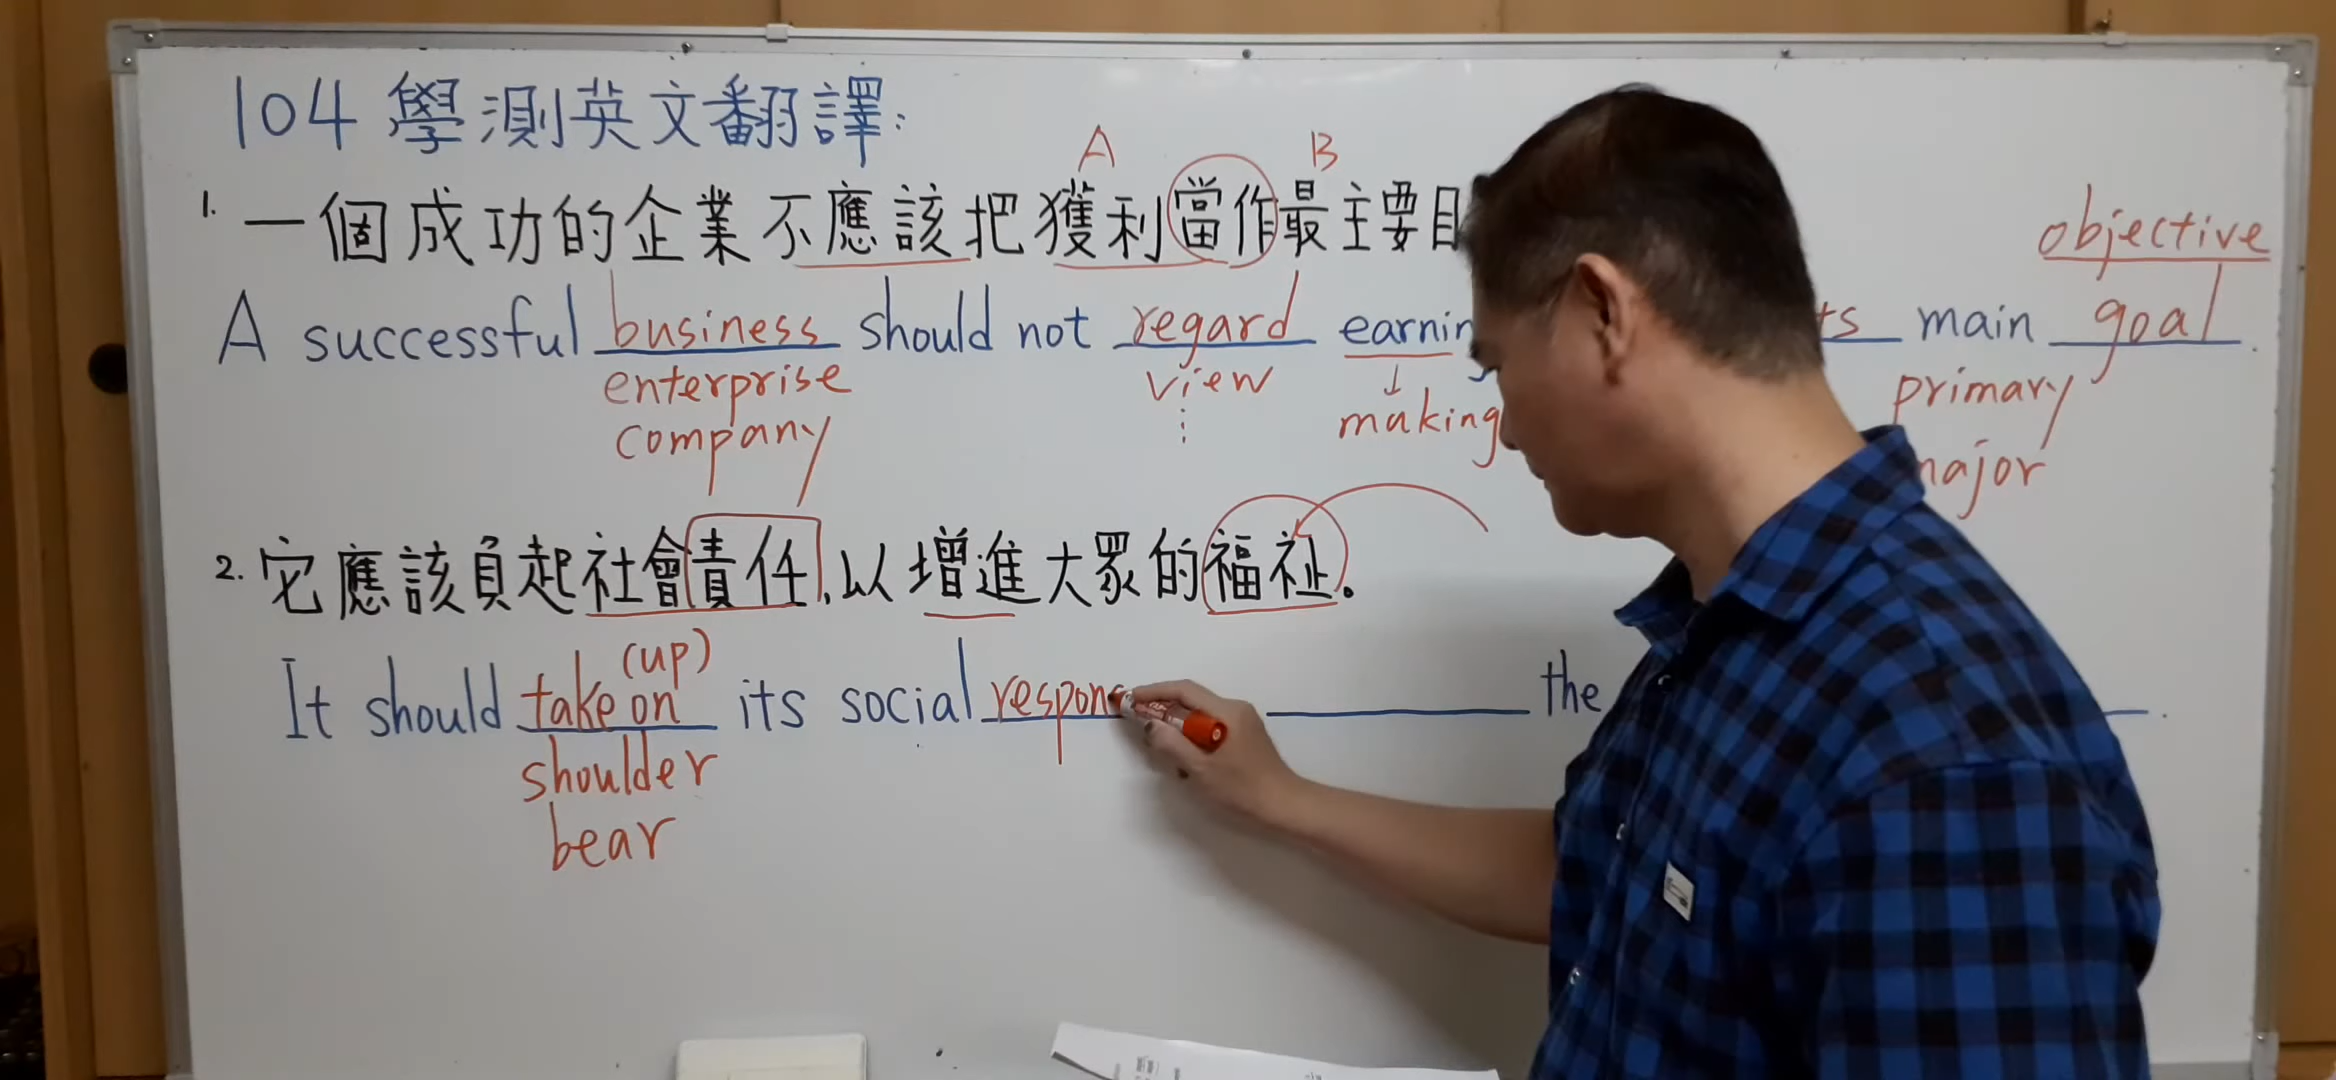 104 學測英文翻譯:
A B
1. 一個成功的企業不應該把獲利當作最主要目
objective
A successful business should not regard earning ts main goal.
enterprise view making primary
company major
2. 它應該負起社會責任,以增進大眾的福祉。
(up)
It should take on its social respons the
shoulder
bear